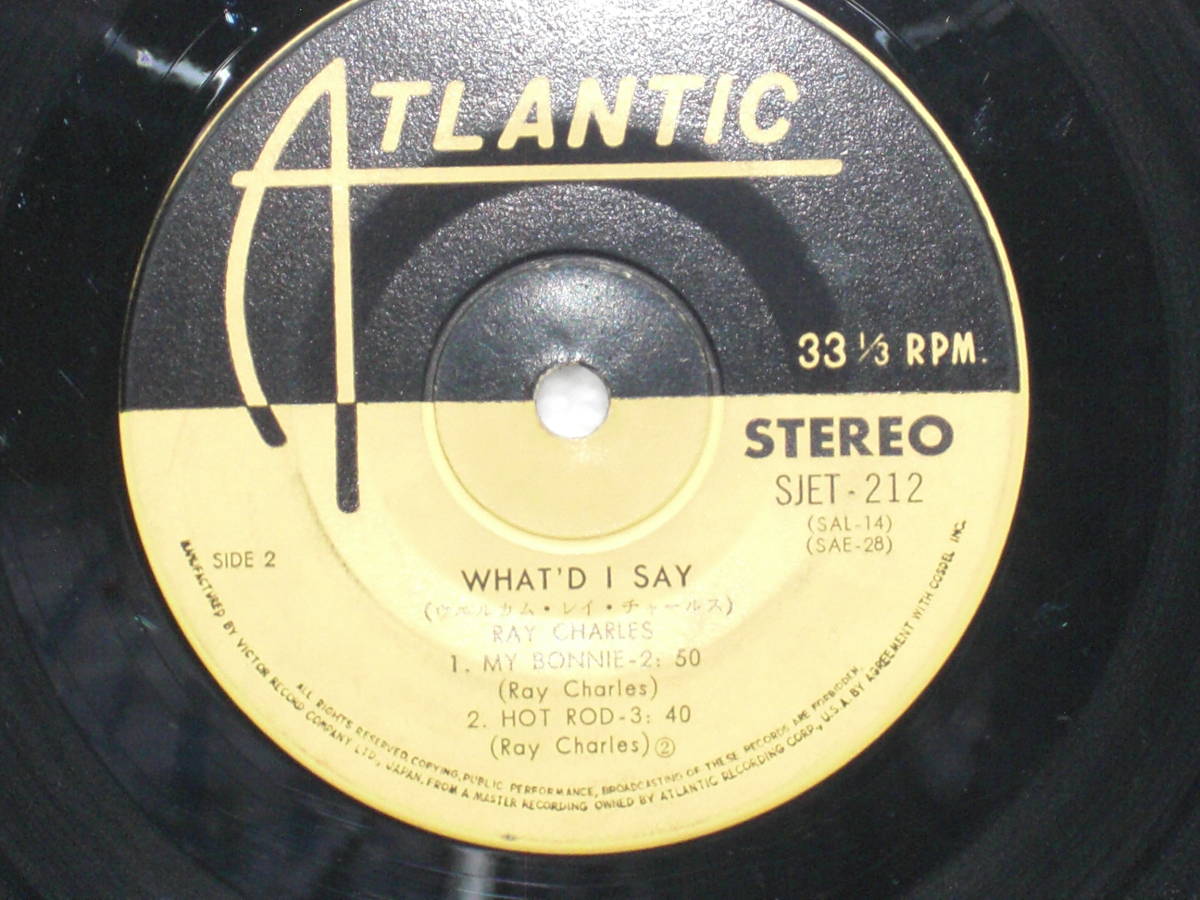 ATLANTIC
33 1/3 RPM.
STEREO
SJET-212
(SAL-14)
(SAE-28)
SIDE 2
WHAT'D I SAY
(ウエルカム・レイ・チャールス)
RAY CHARLES
1. MY BONNIE-2:50
(Ray Charles)
2. HOT ROD-3:40
(Ray Charles)②
ALL RIGHTS RESERVED, COPYING, PUBLIC PERFORMANCE, BROADCASTING OF THESE RECORDS ARE FORBIDDEN.
MANUFACTURED BY VICTOR RECORD COMPANY LTD., JAPAN. FROM A MASTER RECORDING OWNED BY ATLANTIC RECORDING CORP., U.S.A. BY AGREEMENT WITH COSDEL INC.